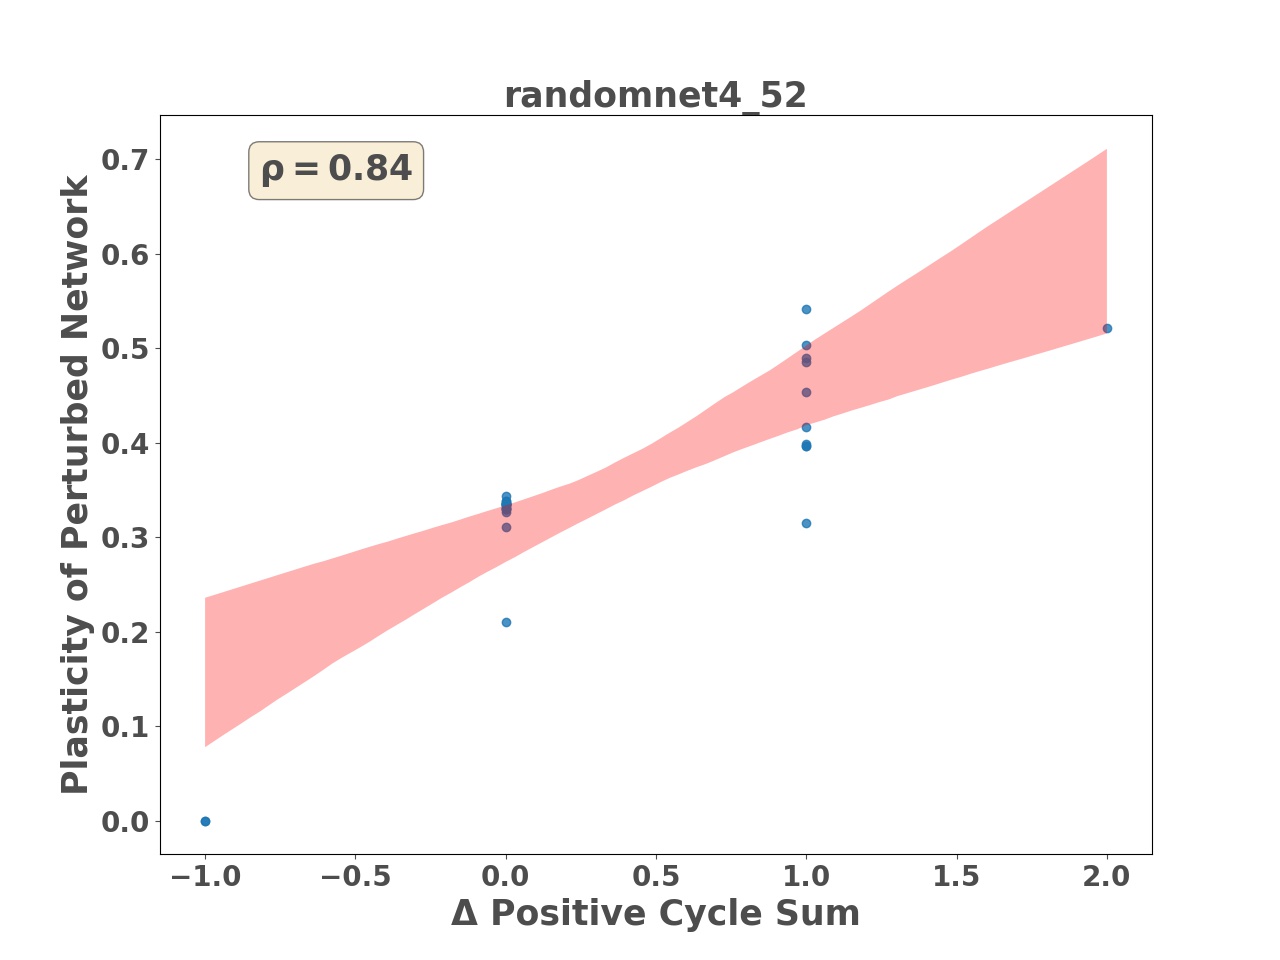 randomnet4_52
ρ = 0.84
Plasticity of Perturbed Network
0.7
0.6
0.5
0.4
0.3
0.2
0.1
0.0
−1.0 −0.5 0.0 0.5 1.0 1.5 2.0
Δ Positive Cycle Sum